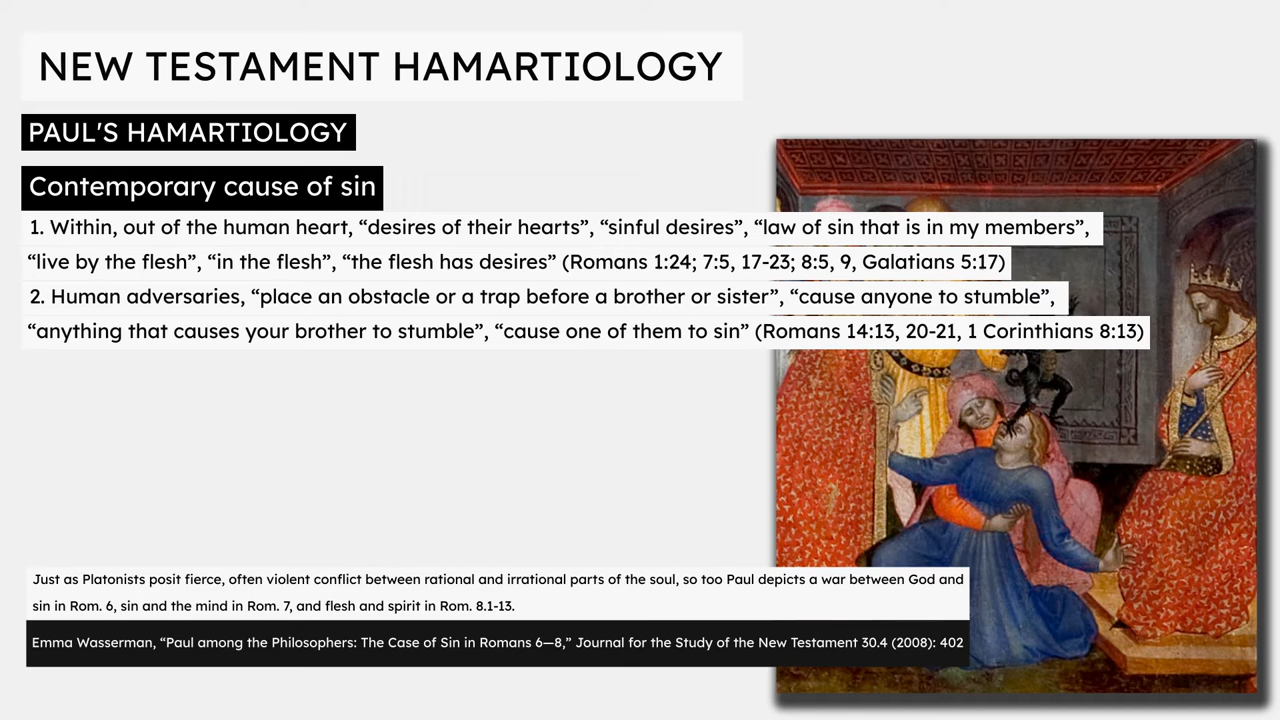 NEW TESTAMENT HAMARTIOLOGY
PAUL'S HAMARTIOLOGY
Contemporary cause of sin
1. Within, out of the human heart, “desires of their hearts”, “sinful desires”, “law of sin that is in my members”,
“live by the flesh”, “in the flesh”, “the flesh has desires” (Romans 1:24; 7:5, 17-23; 8:5, 9, Galatians 5:17)
2. Human adversaries, “place an obstacle or a trap before a brother or sister”, “cause anyone to stumble”,
“anything that causes your brother to stumble”, “cause one of them to sin” (Romans 14:13, 20-21, 1 Corinthians 8:13)
Just as Platonists posit fierce, often violent conflict between rational and irrational parts of the soul, so too Paul depicts a war between God and
sin in Rom. 6, sin and the mind in Rom. 7, and flesh and spirit in Rom. 8.1-13.
Emma Wasserman, “Paul among the Philosophers: The Case of Sin in Romans 6—8,” Journal for the Study of the New Testament 30.4 (2008): 402